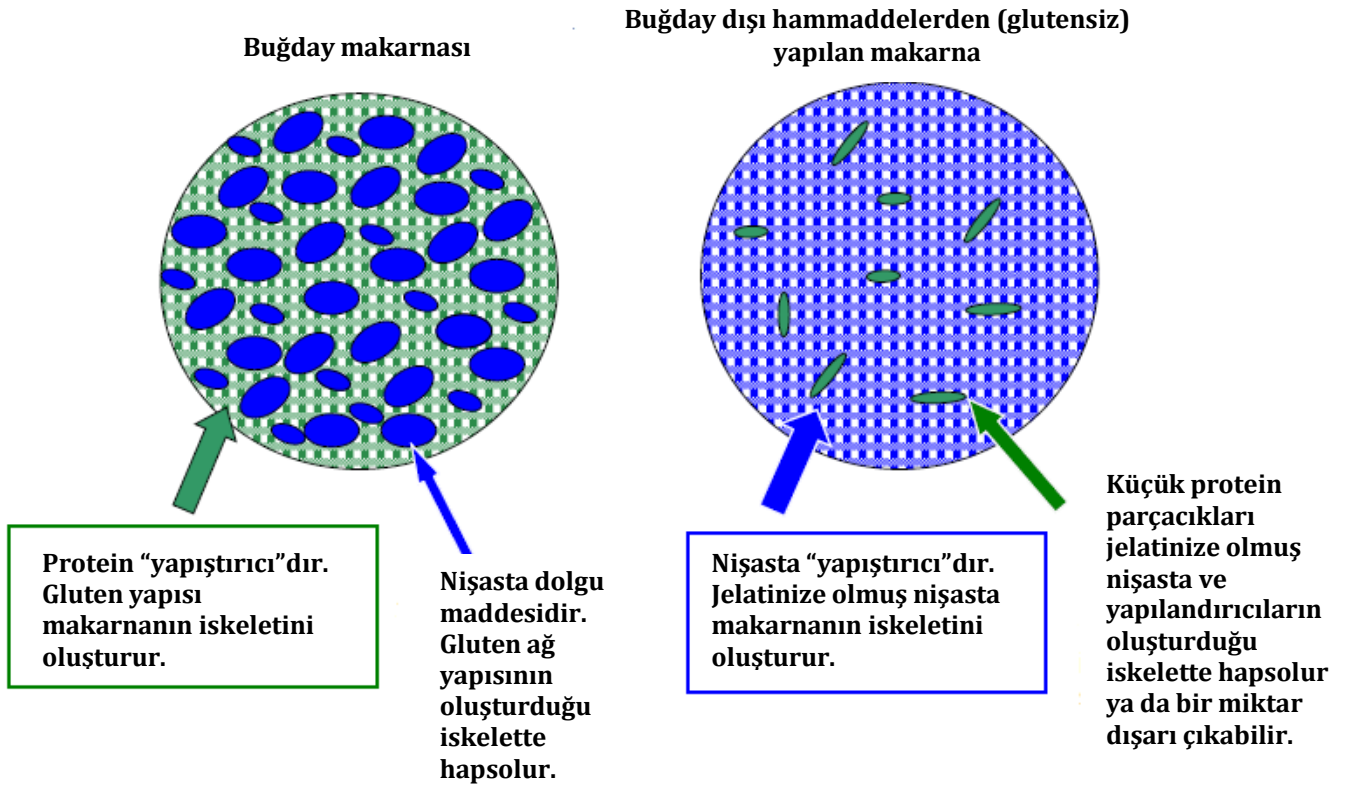 Buğday makarnası
Buğday dışı hammaddelerden (glutensiz)
yapılan makarna
Protein “yapıştırıcı”dır.
Gluten yapısı
makarnanın iskeletini
oluşturur.
Nişasta dolgu
maddesidir.
Gluten ağ
yapısının
oluşturduğu
iskelette
hapsolur.
Nişasta “yapıştırıcı”dır.
Jelatinize olmuş nişasta
makarnanın iskeletini
oluşturur.
Küçük protein
parçacıkları
jelatinize olmuş
nişasta ve
yapılandırıcıların
oluşturduğu
iskelette hapsolur
ya da bir miktar
dışarı çıkabilir.